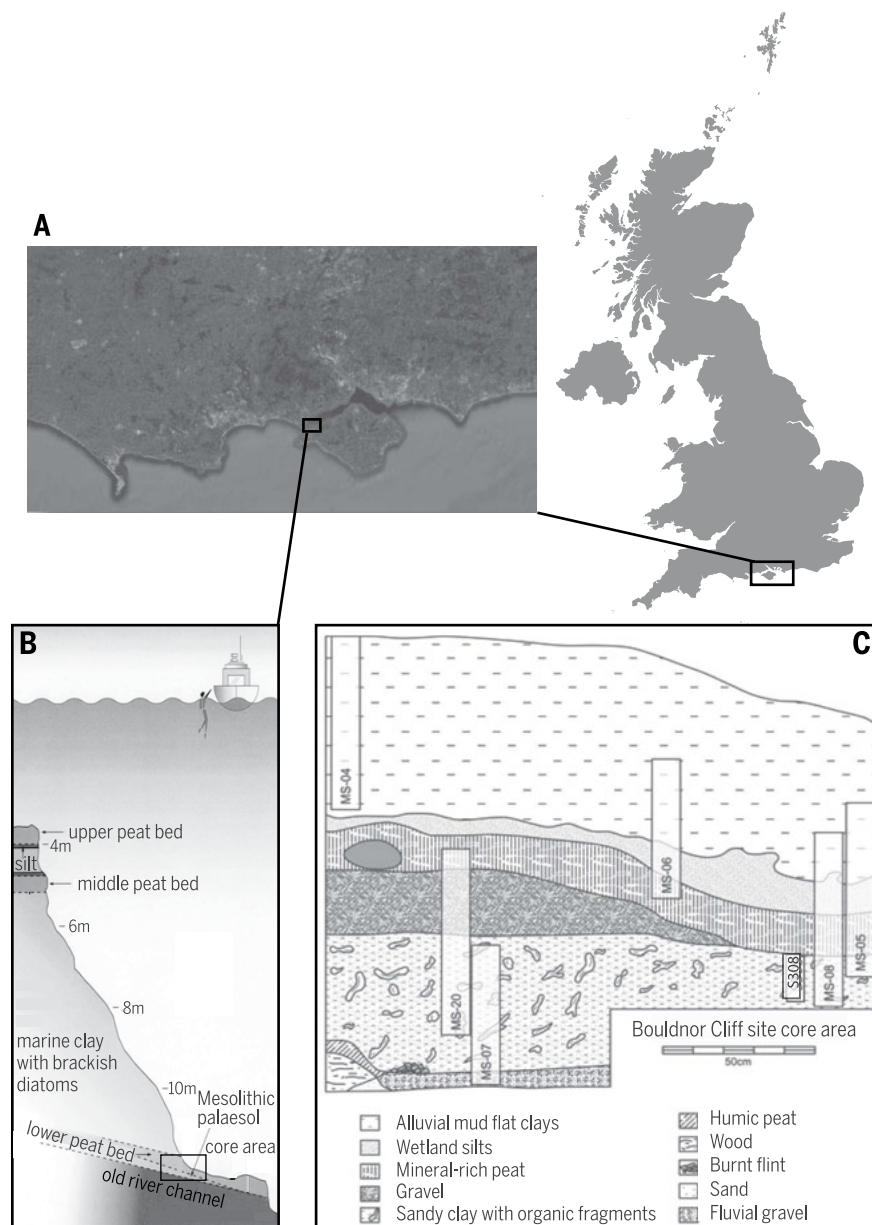 A
B
upper peat bed
4m
silt
middle peat bed
6m
8m
marine clay
with brackish
diatoms
10m
Mesolithic
palaesol
core area
lower peat bed
old river channel
C
MS-04
MS-06
MS-20
MS-07
S308
MS-08
MS-05
Bouldnor Cliff site core area
50cm
Alluvial mud flat clays
Wetland silts
Mineral-rich peat
Gravel
Sandy clay with organic fragments
Humic peat
Wood
Burnt flint
Sand
Fluvial gravel